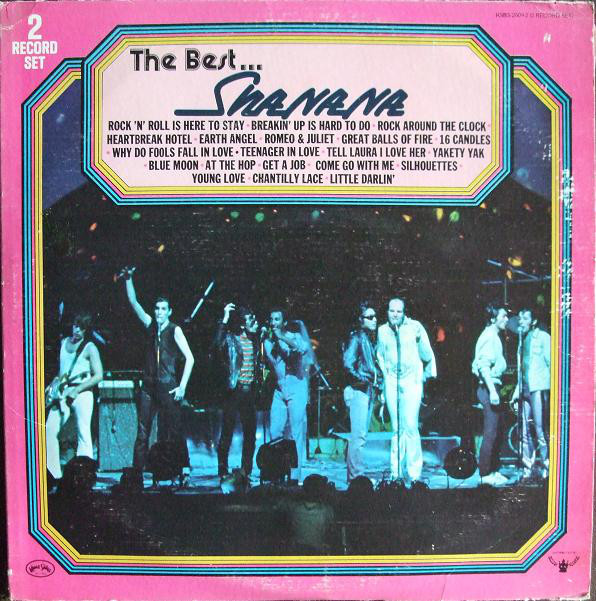 2
RECORD
SET
The Best...
SHANANA
ROCK 'N' ROLL IS HERE TO STAY • BREAKIN' UP IS HARD TO DO • ROCK AROUND THE CLOCK •
HEARTBREAK HOTEL • EARTH ANGEL • ROMEO & JULIET • GREAT BALLS OF FIRE • 16 CANDLES
• WHY DO FOOLS FALL IN LOVE • TEENAGER IN LOVE • TELL LAURA I LOVE HER • YAKETY YAK
• BLUE MOON • AT THE HOP • GET A JOB • COME GO WITH ME • SILHOUETTES •
YOUNG LOVE • CHANTILLY LACE • LITTLE DARLIN'